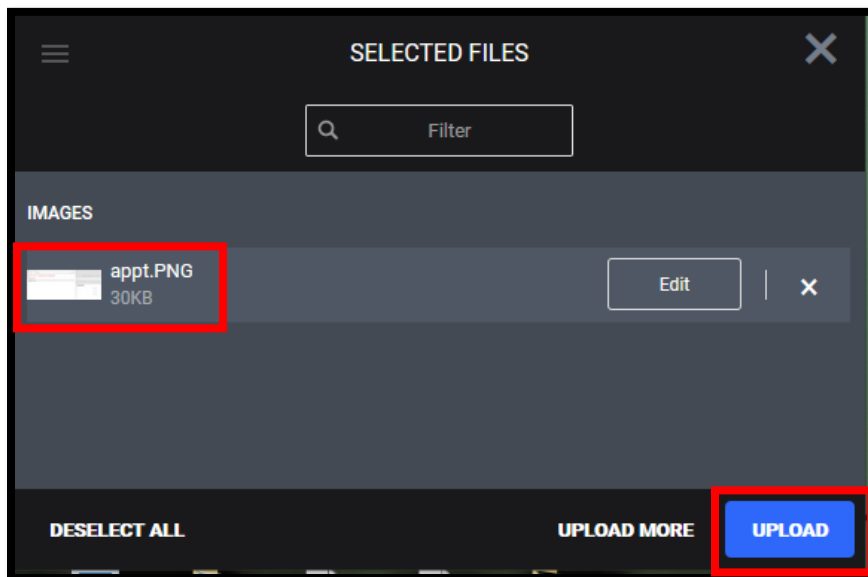 SELECTED FILES
Filter
IMAGES
appt.PNG
30KB
Edit
DESELECT ALL
UPLOAD MORE
UPLOAD